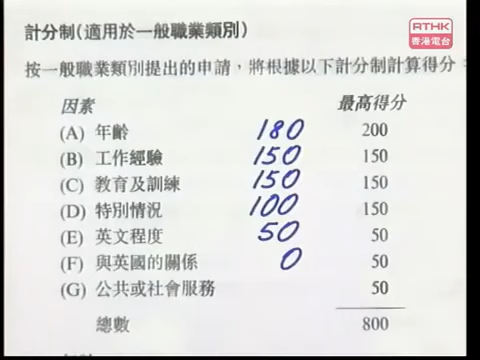 計分制(適用於一般職業類別)
RTHK
香港電台
按一般職業類別提出的申請，將根據以下計分制計算得分：
因素 最高得分
(A) 年齡 180 200
(B) 工作經驗 150 150
(C) 教育及訓練 150 150
(D) 特別情況 100 150
(E) 英文程度 50 50
(F) 與英國的關係 0 50
(G) 公共或社會服務 50
總數 800